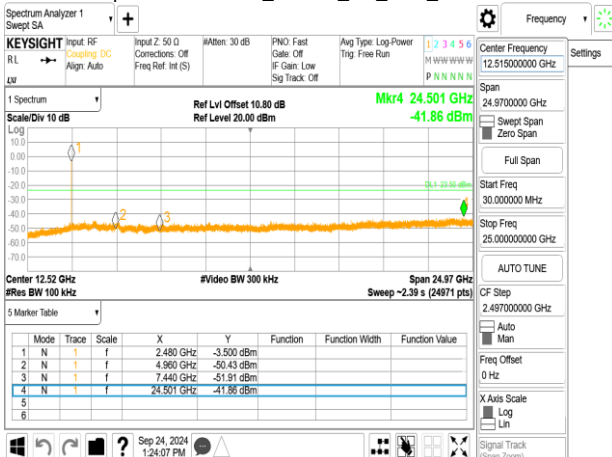 Spectrum Analyzer 1
Swept SA
+
Frequency
KEYSIGHT
RL
Input: RF
Coupling: DC
Align: Auto
Input Z: 50 Ω
Corrections: Off
Freq Ref: Int (S)
#Atten: 30 dB
PNO: Fast
Gate: Off
IF Gain: Low
Sig Track: Off
Avg Type: Log-Power
Trig: Free Run
1 2 3 4 5 6
M W W W W W
P N N N N N
1 Spectrum
Scale/Div 10 dB
Ref Lvl Offset 10.80 dB
Ref Level 20.00 dBm
Mkr4 24.501 GHz
-41.86 dBm
Log
10.0
0.00
-10.0
-20.0
-30.0
-40.0
-50.0
-60.0
-70.0
1
2
3
DL1 -23.50 dBm
Center 12.52 GHz
#Video BW 300 kHz
Span 24.97 GHz
#Res BW 100 kHz
Sweep ~2.39 s (24971 pts)
5 Marker Table
Mode Trace Scale X Y Function Function Width Function Value
1 N 1 f 2.480 GHz -3.500 dBm
2 N 1 f 4.960 GHz -50.43 dBm
3 N 1 f 7.440 GHz -51.91 dBm
4 N 1 f 24.501 GHz -41.86 dBm
5
6
Sep 24, 2024
1:24:07 PM
Center Frequency
12.515000000 GHz
Settings
Span
24.9700000 GHz
Swept Span
Zero Span
Full Span
Start Freq
30.000000 MHz
Stop Freq
25.000000000 GHz
AUTO TUNE
CF Step
2.497000000 GHz
Auto
Man
Freq Offset
0 Hz
X Axis Scale
Log
Lin
Signal Track
(Span Zoom)